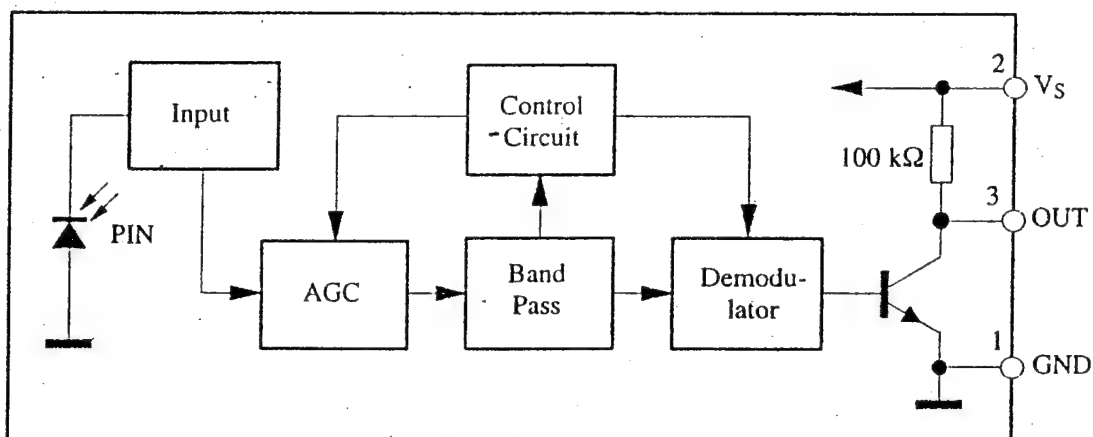 Input
Control
Circuit
2
VS
100 kΩ
3
OUT
PIN
AGC
Band
Pass
Demodu-
lator
1
GND